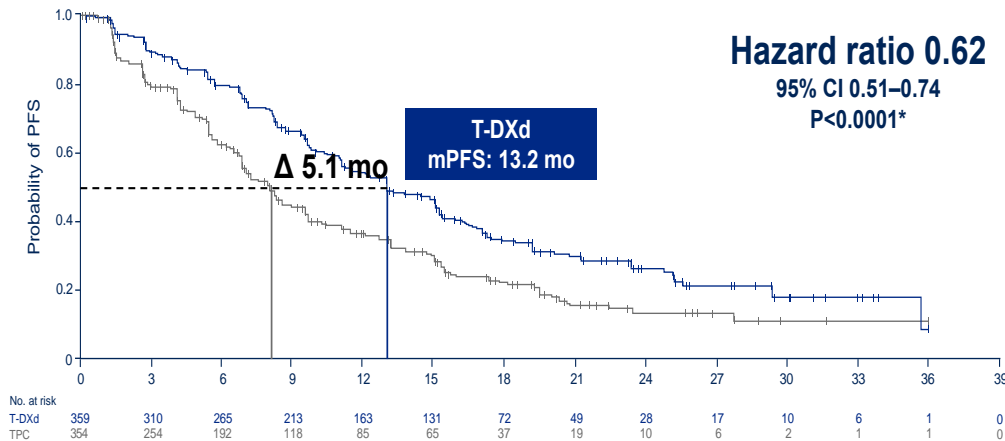 Hazard ratio 0.62
95% CI 0.51–0.74
P<0.0001*
T-DXd
mPFS: 13.2 mo
Δ 5.1 mo
Probability of PFS
1.0
0.8
0.6
0.4
0.2
0
0 3 6 9 12 15 18 21 24 27 30 33 36 39
No. at risk
T-DXd 359 310 265 213 163 131 72 49 28 17 10 6 1 0
TPC 354 254 192 118 85 65 37 19 10 6 2 1 1 0